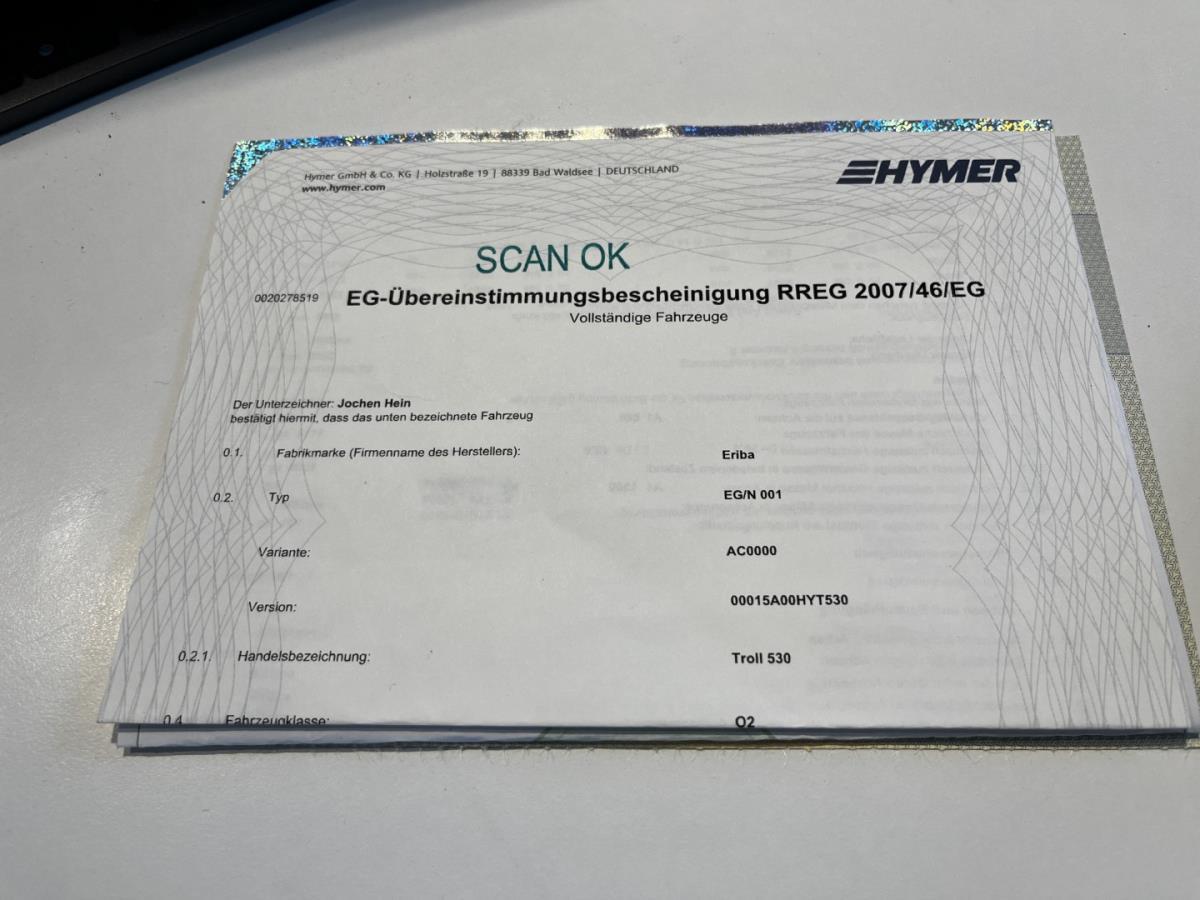 Hymer GmbH & Co. KG | Holzstraße 19 | 88339 Bad Waldsee | DEUTSCHLAND
www.hymer.com
HYMER
SCAN OK
0020278519 EG-Übereinstimmungsbescheinigung RREG 2007/46/EG
Vollständige Fahrzeuge
Der Unterzeichner: Jochen Hein
bestätigt hiermit, dass das unten bezeichnete Fahrzeug
0.1. Fabrikmarke (Firmenname des Herstellers): Eriba
0.2. Typ EG/N 001
Variante: AC0000
Version: 00015A00HYT530
0.2.1. Handelsbezeichnung: Troll 530
0.4 Fahrzeugklasse: O2